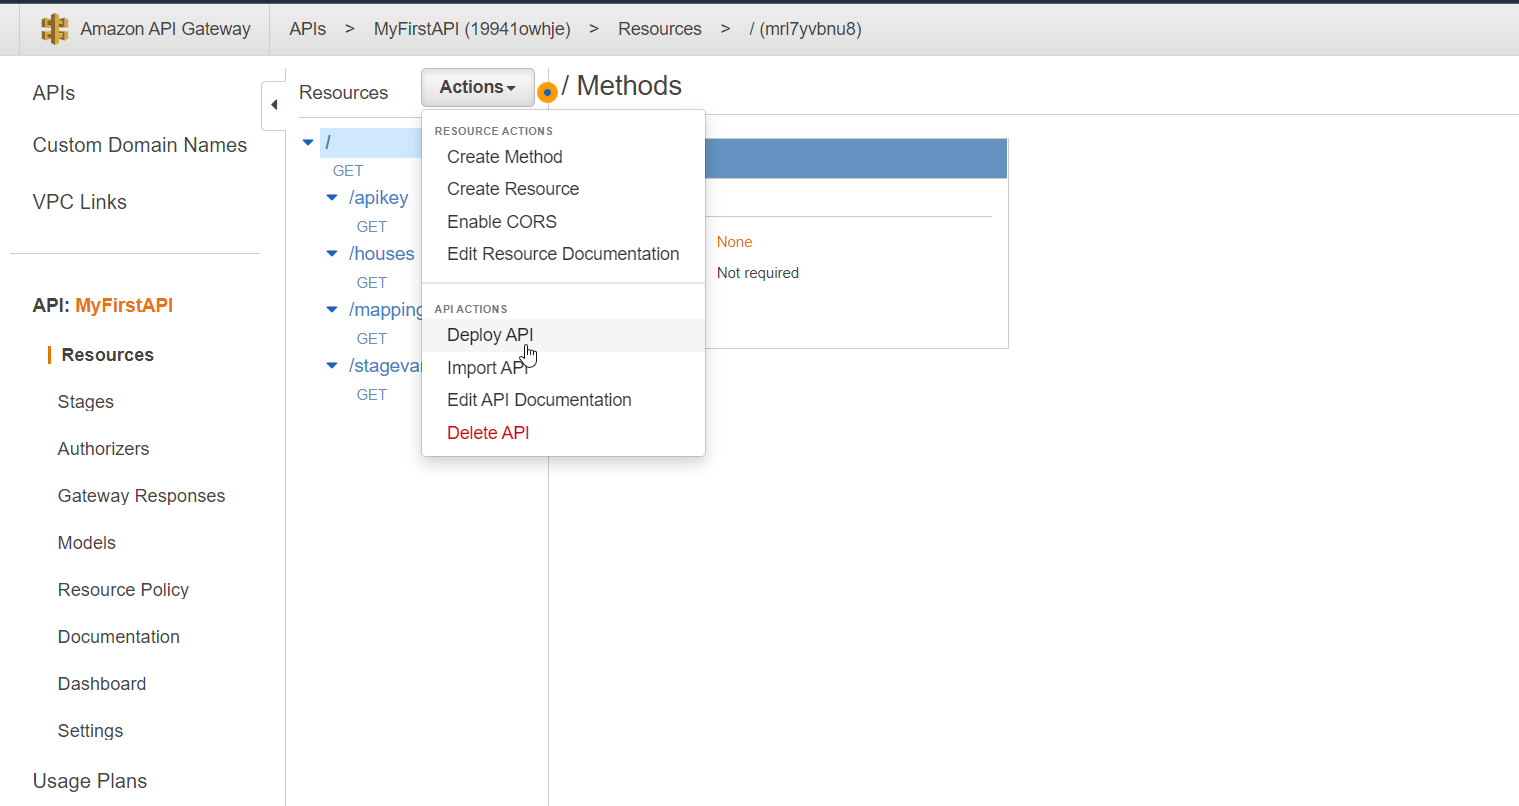 Amazon API Gateway
APIs > MyFirstAPI (19941owhje) > Resources > / (mrl7yvbnu8)
APIs
Custom Domain Names
VPC Links
API: MyFirstAPI
Resources
Stages
Authorizers
Gateway Responses
Models
Resource Policy
Documentation
Dashboard
Settings
Usage Plans
Resources
Actions
/ Methods
/
GET
/apikey
GET
/houses
GET
/mapping
GET
/stageva
GET
RESOURCE ACTIONS
Create Method
Create Resource
Enable CORS
Edit Resource Documentation
API ACTIONS
Deploy API
Import API
Edit API Documentation
Delete API
None
Not required